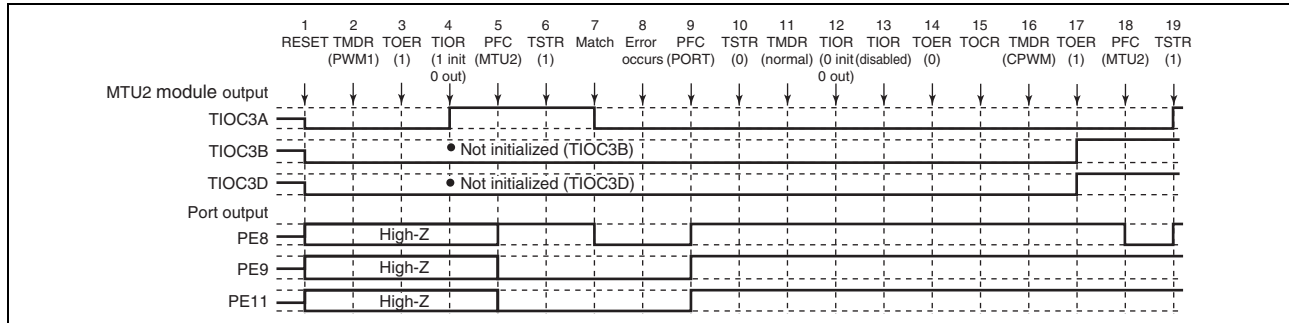 1 2 3 4 5 6 7 8 9 10 11 12 13 14 15 16 17 18 19
RESET TMDR TOER TIOR PFC TSTR Match Error PFC TSTR TMDR TIOR TIOR TOER TOCR TMDR TOER PFC TSTR
(PWM1) (1) (1 init (MTU2) (1) occurs (PORT) (0) (normal) (0 init (disabled) (0) (CPWM) (1) (MTU2) (1)
0 out) 0 out)
MTU2 module output
TIOC3A
TIOC3B • Not initialized (TIOC3B)
TIOC3D • Not initialized (TIOC3D)
Port output
PE8 High-Z
PE9 High-Z
PE11 High-Z